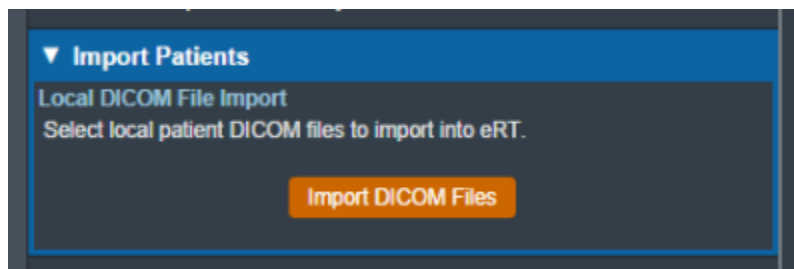 Import Patients
Local DICOM File Import
Select local patient DICOM files to import into eRT.
Import DICOM Files